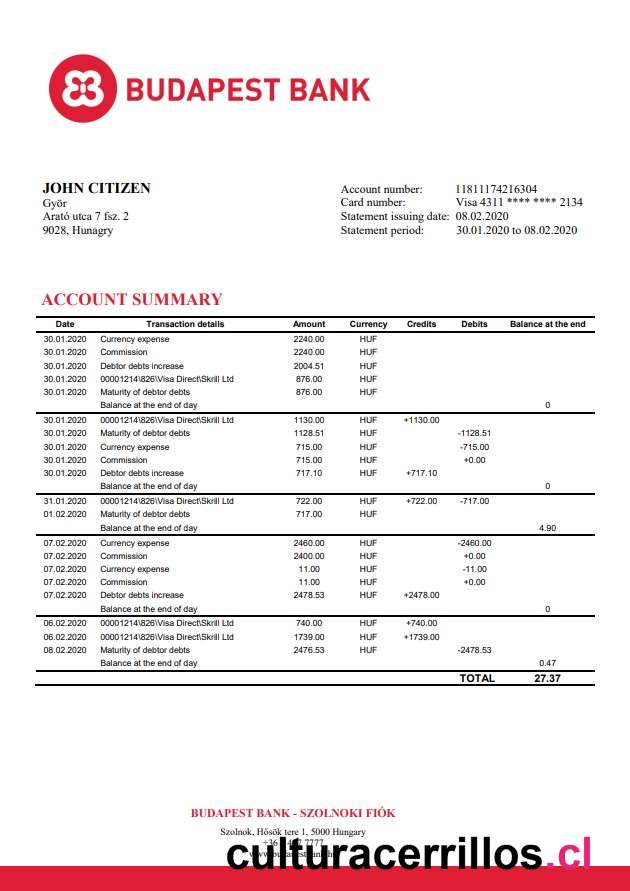 BUDAPEST BANK
JOHN CITIZEN
Györ
Arató utca 7 fsz. 2
9028, Hunagry
Account number: 11811174216304
Card number: Visa 4311 **** **** 2134
Statement issuing date: 08.02.2020
Statement period: 30.01.2020 to 08.02.2020
ACCOUNT SUMMARY
Date Transaction details Amount Currency Credits Debits Balance at the end
30.01.2020 Currency expense 2240.00 HUF
30.01.2020 Commission 2240.00 HUF
30.01.2020 Debtor debts increase 2004.51 HUF
30.01.2020 00001214\826\Visa Direct\Skrill Ltd 876.00 HUF
30.01.2020 Maturity of debtor debts 876.00 HUF
Balance at the end of day 0
30.01.2020 00001214\826\Visa Direct\Skrill Ltd 1130.00 HUF +1130.00
30.01.2020 Maturity of debtor debts 1128.51 HUF -1128.51
30.01.2020 Currency expense 715.00 HUF -715.00
30.01.2020 Commission 715.00 HUF +0.00
30.01.2020 Debtor debts increase 717.10 HUF +717.10
Balance at the end of day 0
31.01.2020 00001214\826\Visa Direct\Skrill Ltd 722.00 HUF +722.00 -717.00
01.02.2020 Maturity of debtor debts 717.00 HUF
Balance at the end of day 4.90
07.02.2020 Currency expense 2460.00 HUF -2460.00
07.02.2020 Commission 2400.00 HUF +0.00
07.02.2020 Currency expense 11.00 HUF -11.00
07.02.2020 Commission 11.00 HUF +0.00
07.02.2020 Debtor debts increase 2478.53 HUF +2478.00
Balance at the end of day 0
06.02.2020 00001214\826\Visa Direct\Skrill Ltd 740.00 HUF +740.00
06.02.2020 00001214\826\Visa Direct\Skrill Ltd 1739.00 HUF +1739.00
08.02.2020 Maturity of debtor debts 2476.53 HUF -2478.53
Balance at the end of day 0.47
TOTAL 27.37
BUDAPEST BANK - SZOLNOKI FIÓK
Szolnok, Hősök tere 1, 5000 Hungary
+36 7777
culturacerrillos.cl